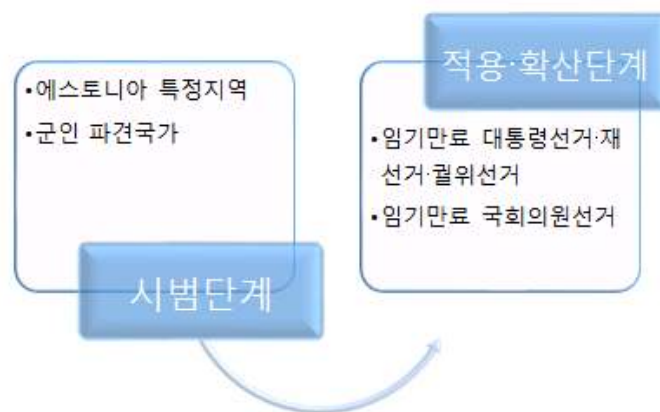 •에스토니아 특정지역
•군인 파견국가
시범단계
적용·확산단계
•임기만료 대통령선거·재
선거·궐위선거
•임기만료 국회의원선거